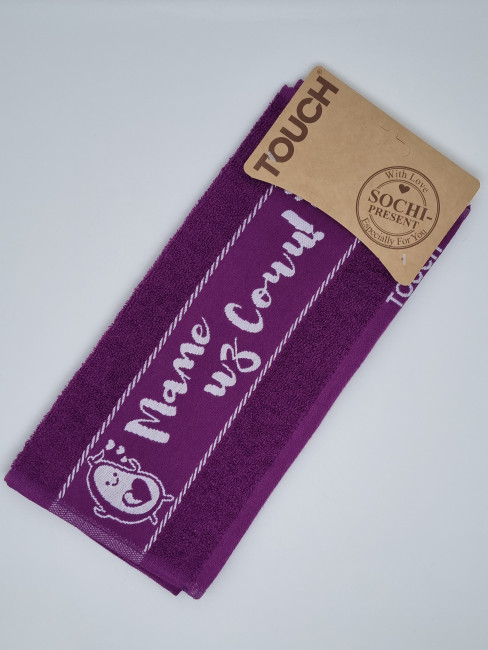 TOUCH
With Love
SOCHI-
PRESENT
Especially For You
TOUCH
Маме
из Сочи!